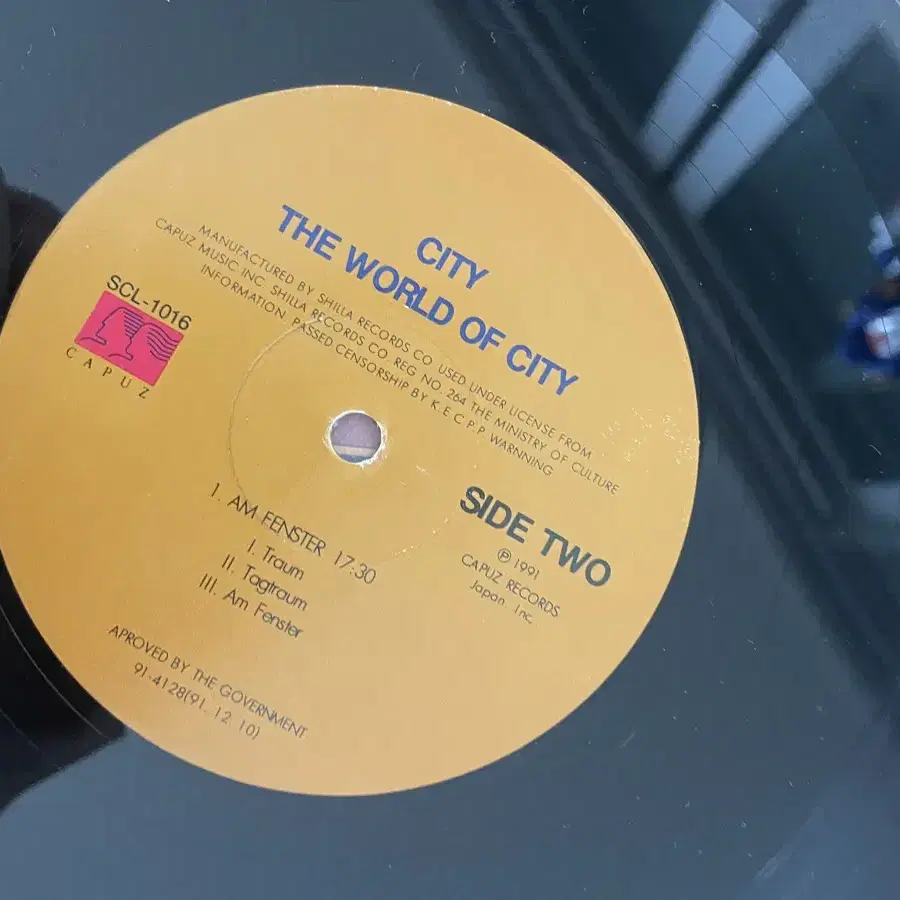 CITY
THE WORLD OF CITY
MANUFACTURED BY SHILLA RECORDS CO USED UNDER LICENSE FROM
CAPUZ MUSIC INC. SHILLA RECORDS CO REG NO. 264 THE MINISTRY OF CULTURE
INFORMATION. PASSED CENSORSHIP BY K.E.C.P.P WARNNING
SCL-1016
CAPUZ
SIDE TWO
℗ 1991
CAPUZ RECORDS
Japan. Inc.
1. AM FENSTER 17:30
I. Traum
II. Tagtraum
III. Am Fenster
APROVED BY THE GOVERNMENT
91-4128(91. 12. 10)